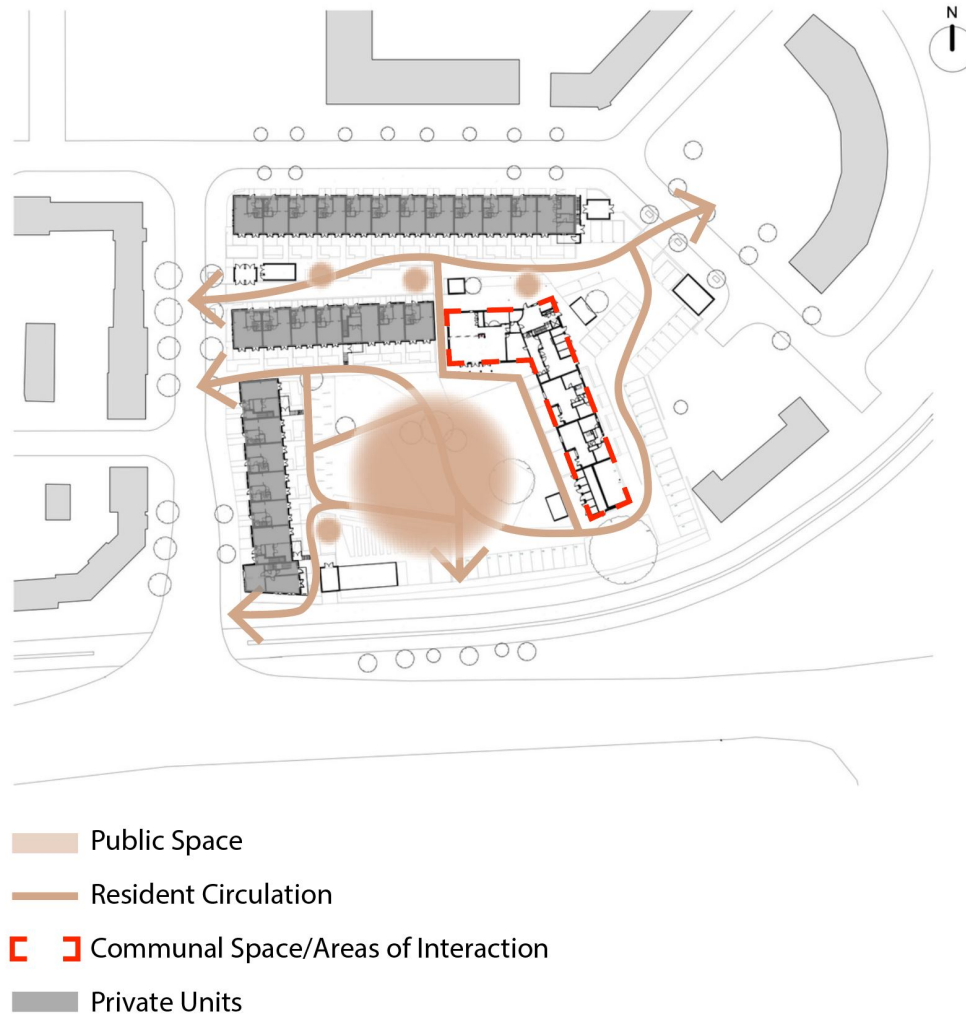 N
Public Space
Resident Circulation
Communal Space/Areas of Interaction
Private Units